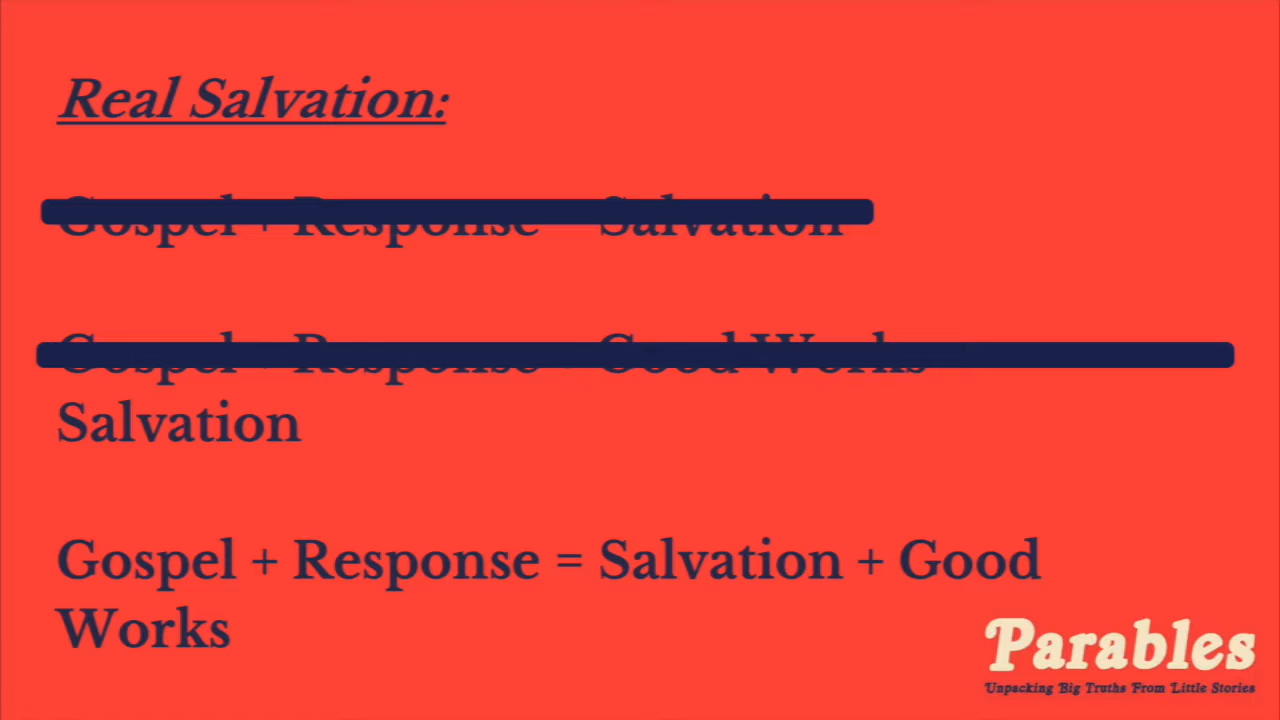 Real Salvation:
Gospel + Response = Salvation
Gospel + Response + Good Works
Salvation
Gospel + Response = Salvation + Good
Works
Parables
Unpacking Big Truths From Little Stories